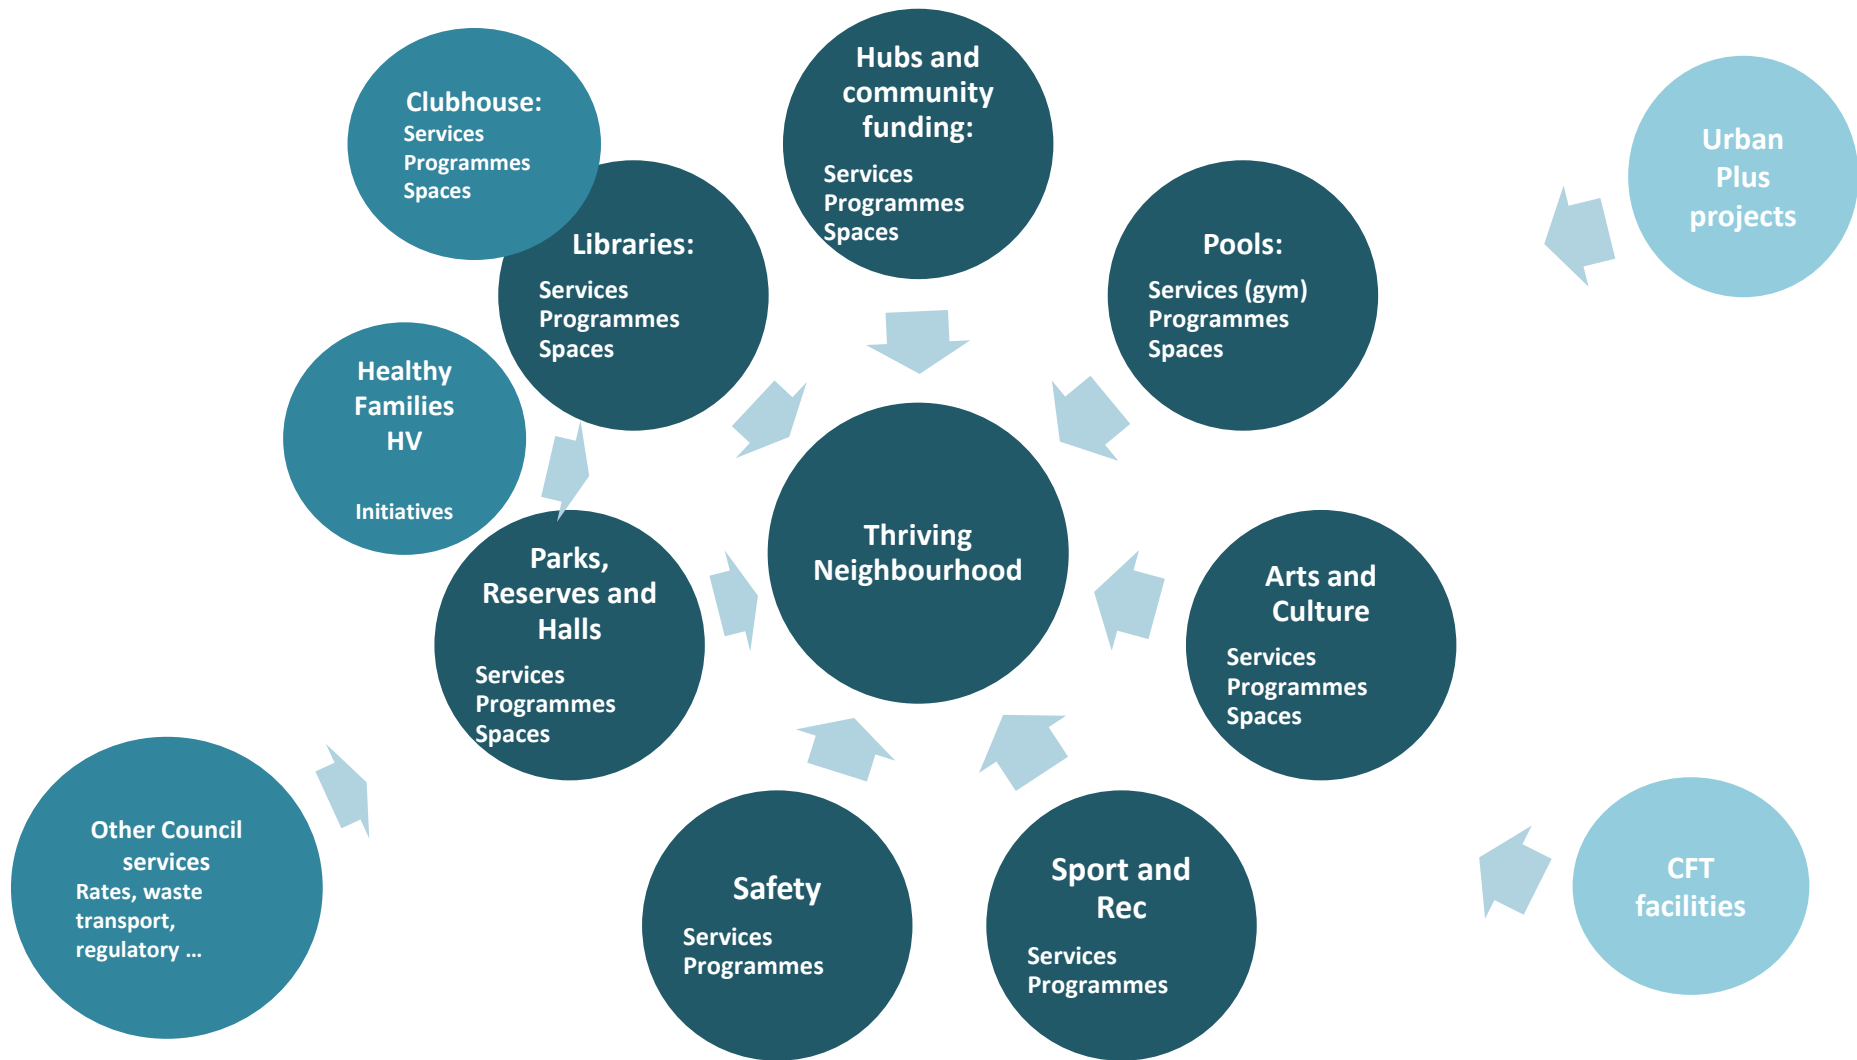 Clubhouse:
Services
Programmes
Spaces
Hubs and
community
funding:
Services
Programmes
Spaces
Urban
Plus
projects
Libraries:
Services
Programmes
Spaces
Pools:
Services (gym)
Programmes
Spaces
Healthy
Families
HV
Initiatives
Thriving
Neighbourhood
Parks,
Reserves and
Halls
Services
Programmes
Spaces
Arts and
Culture
Services
Programmes
Spaces
Other Council
services
Rates, waste
transport,
regulatory ...
Safety
Services
Programmes
Sport and
Rec
Services
Programmes
CFT
facilities